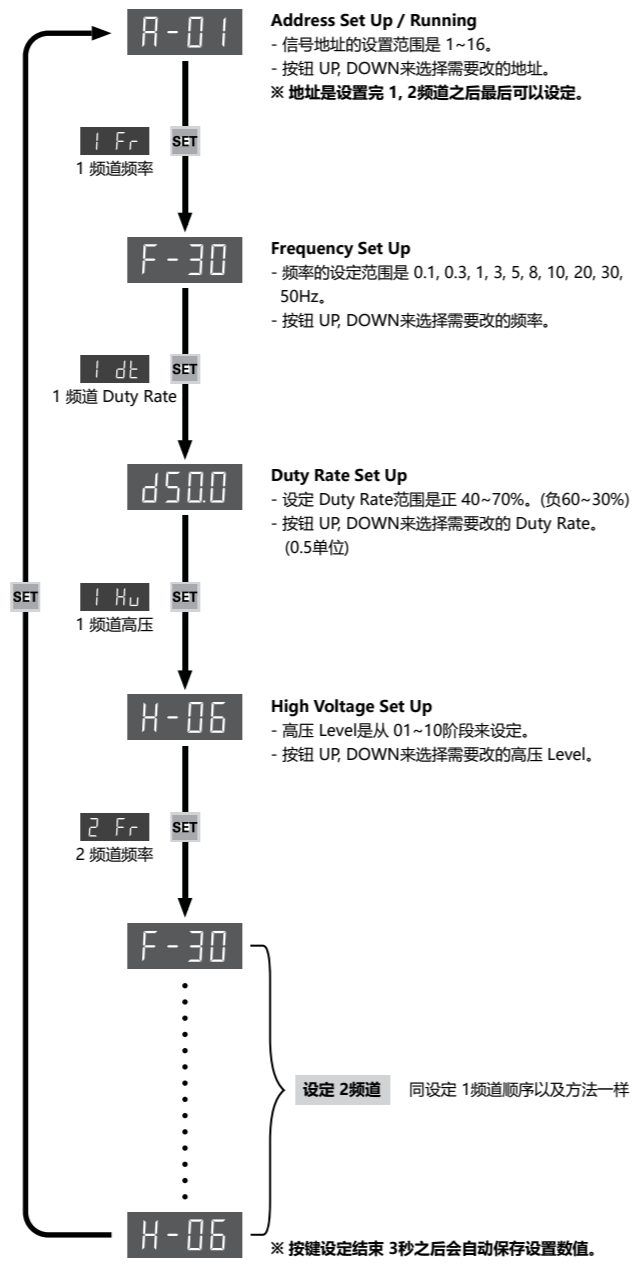 A-01
Address Set Up / Running
- 信号地址的设置范围是 1~16。
- 按钮 UP, DOWN来选择需要改的地址。
※ 地址是设置完 1, 2频道之后最后可以设定。
1 Fr
SET
1 频道频率
F-30
Frequency Set Up
- 频率的设定范围是 0.1, 0.3, 1, 3, 5, 8, 10, 20, 30,
50Hz。
- 按钮 UP, DOWN来选择需要改的频率。
1 dt
SET
1 频道 Duty Rate
d50.0
Duty Rate Set Up
- 设定 Duty Rate范围是正 40~70%。(负60~30%)
- 按钮 UP, DOWN来选择需要改的 Duty Rate。
(0.5单位)
SET
1 Hu
SET
1 频道高压
H-06
High Voltage Set Up
- 高压 Level是从 01~10阶段来设定。
- 按钮 UP, DOWN来选择需要改的高压 Level。
2 Fr
SET
2 频道频率
F-30
设定 2频道
同设定 1频道顺序以及方法一样
H-06
※ 按键设定结束 3秒之后会自动保存设置数值。